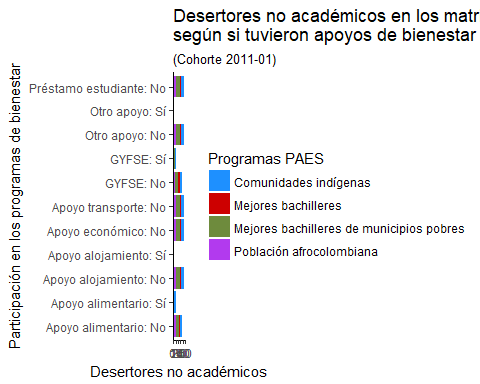 Desertores no académicos en los matr
según si tuvieron apoyos de bienestar
(Cohorte 2011-01)
Participación en los programas de bienestar
Préstamo estudiante: No
Otro apoyo: Sí
Otro apoyo: No
GYFSE: Sí
GYFSE: No
Apoyo transporte: No
Apoyo económico: No
Apoyo alojamiento: Sí
Apoyo alojamiento: No
Apoyo alimentario: Sí
Apoyo alimentario: No
Programas PAES
Comunidades indígenas
Mejores bachilleres
Mejores bachilleres de municipios pobres
Población afrocolombiana
Desertores no académicos